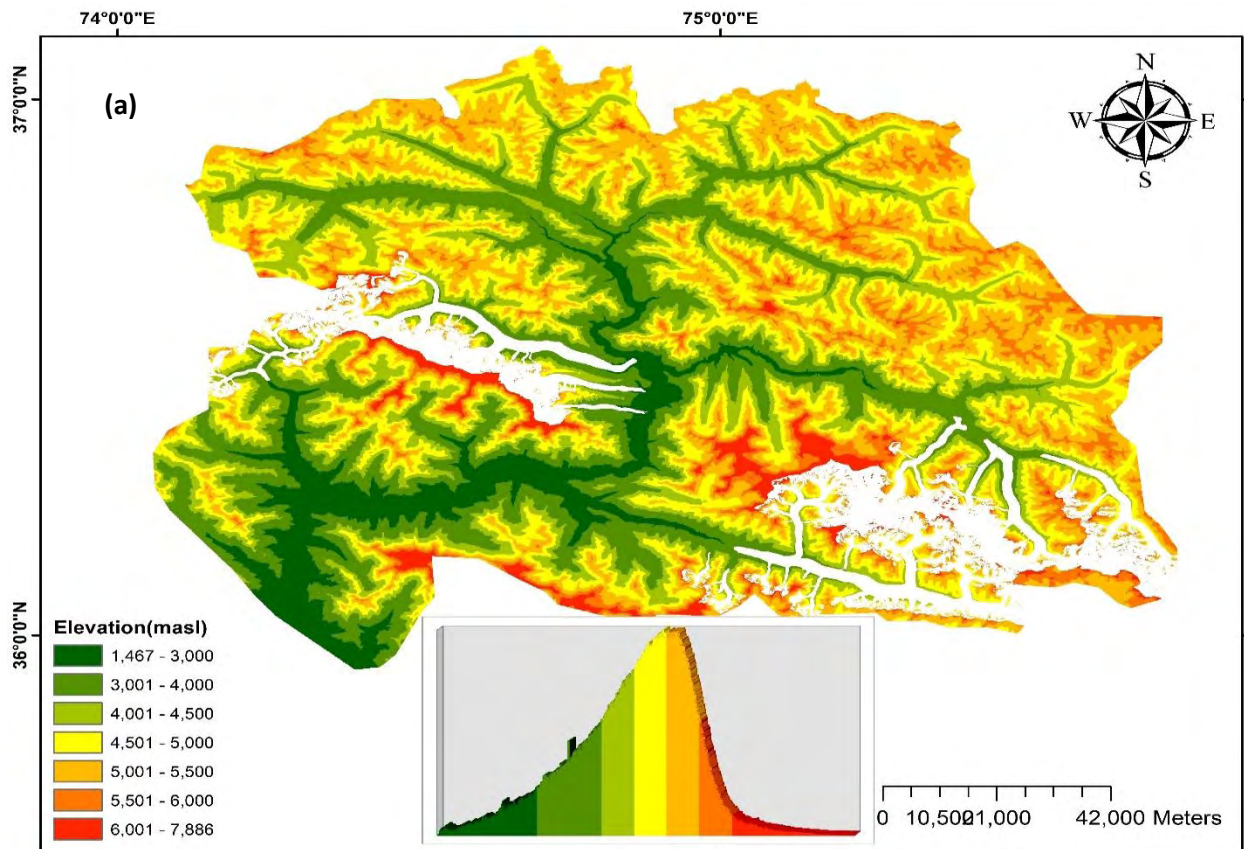 74°0'0"E 75°0'0"E
37°0'0"N
(a)
N
W E
S
36°0'0"N
Elevation(masl)
1,467 - 3,000
3,001 - 4,000
4,001 - 4,500
4,501 - 5,000
5,001 - 5,500
5,501 - 6,000
6,001 - 7,886
0 10,500 21,000 42,000 Meters